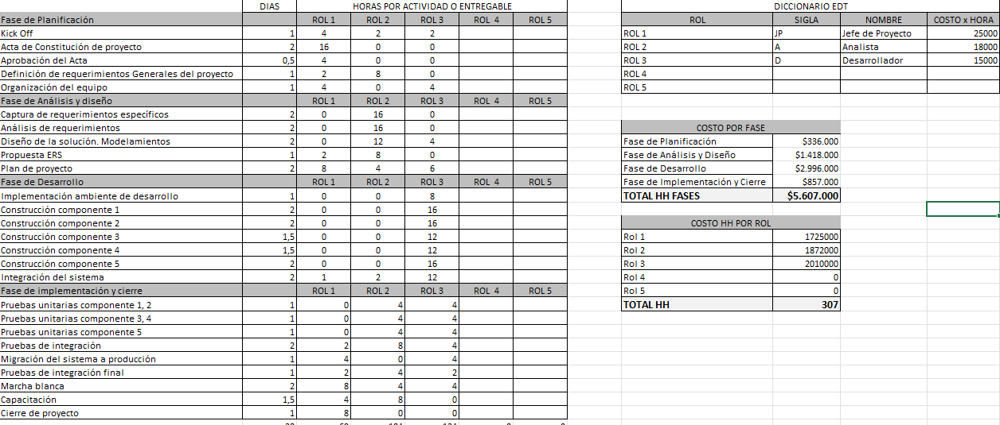 DIAS HORAS POR ACTIVIDAD O ENTREGABLE
Fase de Planificación ROL 1 ROL 2 ROL 3 ROL 4 ROL 5
Kick Off 1 4 2 2
Acta de Constitución de proyecto 2 16 0 0
Aprobación del Acta 0,5 4 0 0
Definición de requerimientos Generales del proyecto 1 2 8 0
Organización del equipo 1 4 0 4
Fase de Análisis y diseño ROL 1 ROL 2 ROL 3 ROL 4 ROL 5
Captura de requerimientos específicos 2 0 16 0
Análisis de requerimientos 2 0 16 0
Diseño de la solución. Modelamientos 2 0 12 4
Propuesta ERS 1 2 8 0
Plan de proyecto 2 8 4 6
Fase de Desarrollo ROL 1 ROL 2 ROL 3 ROL 4 ROL 5
Implementación ambiente de desarrollo 1 0 0 8
Construcción componente 1 2 0 0 16
Construcción componente 2 2 0 0 16
Construcción componente 3 1,5 0 0 12
Construcción componente 4 1,5 0 0 12
Construcción componente 5 2 0 0 16
Integración del sistema 2 1 2 12
Fase de implementación y cierre ROL 1 ROL 2 ROL 3 ROL 4 ROL 5
Pruebas unitarias componente 1, 2 1 0 4 4
Pruebas unitarias componente 3, 4 1 0 4 4
Pruebas unitarias componente 5 1 0 4 4
Pruebas de integración 2 2 8 4
Migración del sistema a producción 1 4 0 4
Pruebas de integración final 1 2 4 2
Marcha blanca 2 8 4 4
Capacitación 1,5 4 8 0
Cierre de proyecto 1 8 0 0
DICCIONARIO EDT
ROL SIGLA NOMBRE COSTO x HORA
ROL 1 JP Jefe de Proyecto 25000
ROL 2 A Analista 18000
ROL 3 D Desarrollador 15000
ROL 4
ROL 5
COSTO POR FASE
Fase de Planificación $336.000
Fase de Análisis y Diseño $1.418.000
Fase de Desarrollo $2.996.000
Fase de Implementación y Cierre $857.000
TOTAL HH FASES $5.607.000
COSTO HH POR ROL
Rol 1 1725000
Rol 2 1872000
Rol 3 2010000
Rol 4 0
Rol 5 0
TOTAL HH 307